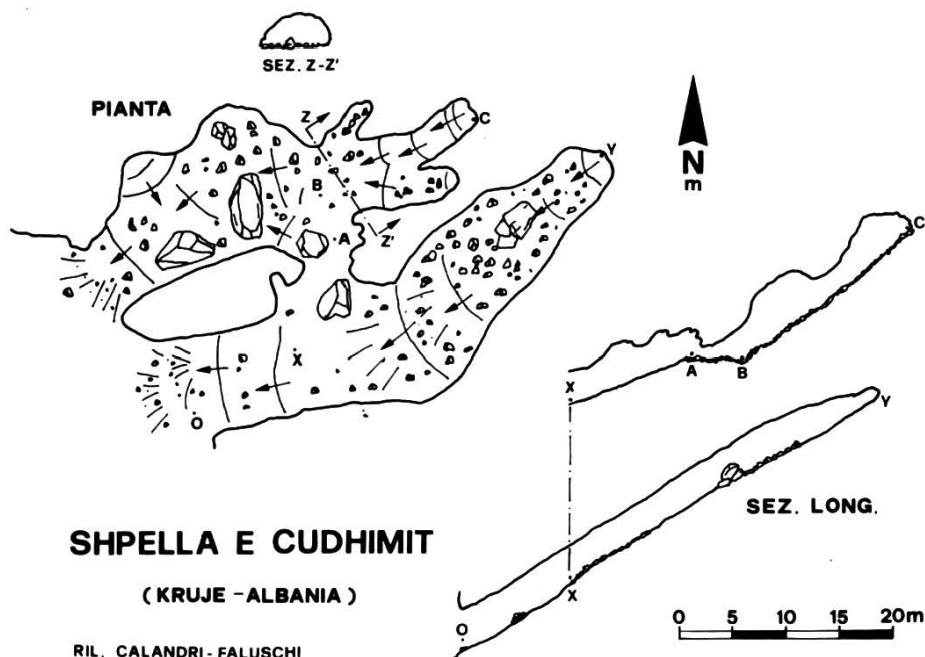 SEZ. Z-Z'
PIANTA
Z
C
Y
B
A
Z'
N
m
X
O
C
A
B
X
Y
SEZ. LONG.
X
O
SHPELLA E CUDHIMIT
(KRUJE - ALBANIA)
0 5 10 15 20m
RIL. CALANDRI - FALUSCHI